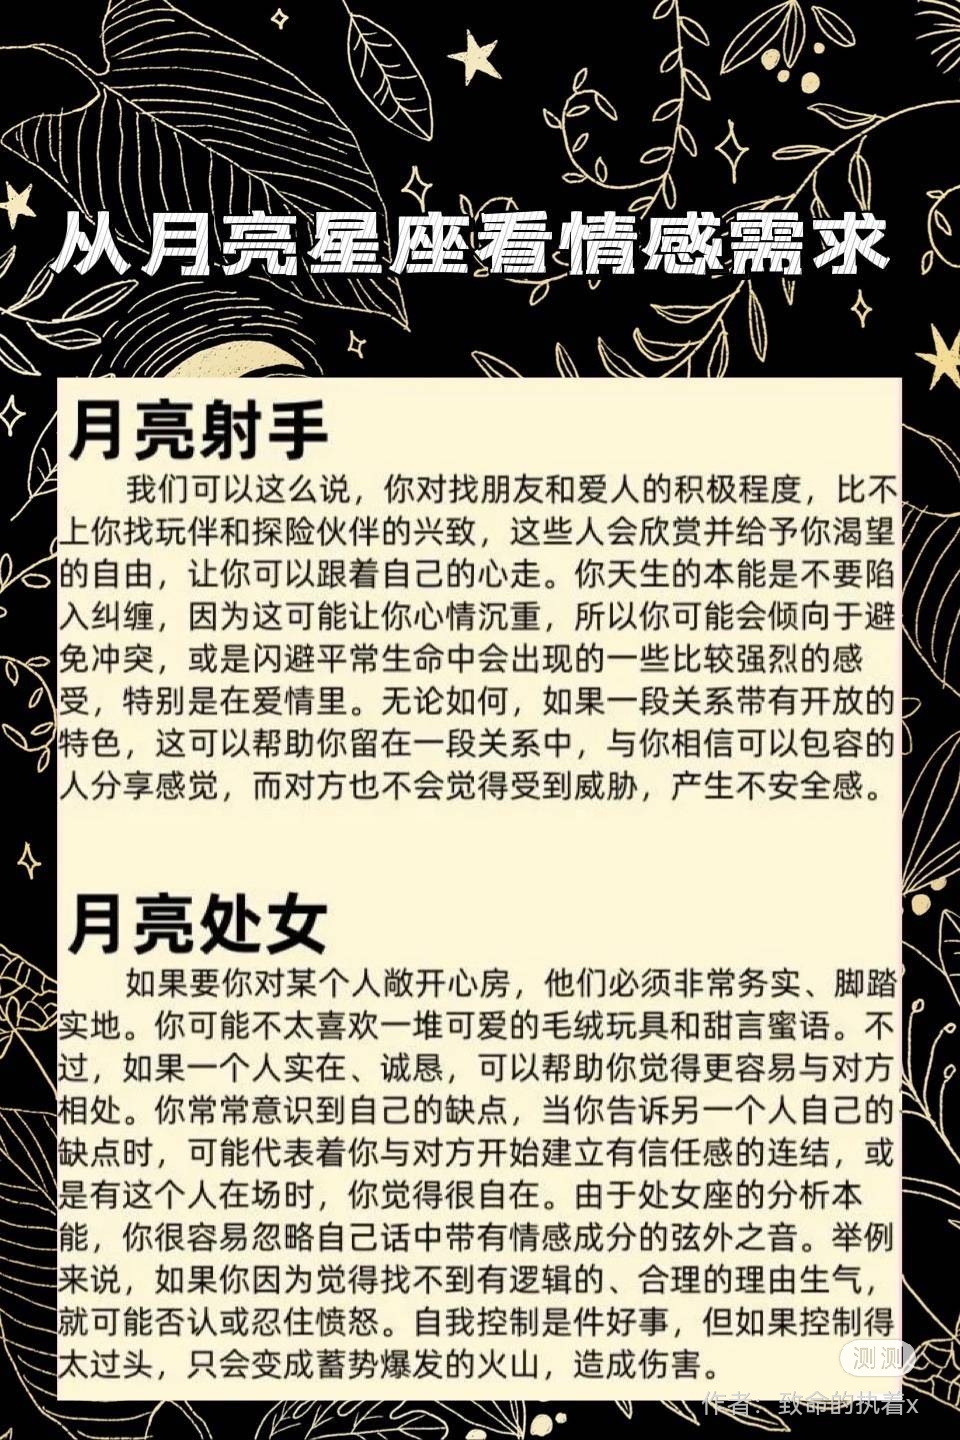 从月亮星座看情感需求
月亮射手
我们可以这么说，你对找朋友和爱人的积极程度，比不
上你找玩伴和探险伙伴的兴致，这些人会欣赏并给予你渴望
的自由，让你可以跟着自己的心走。你天生的本能是不要陷
入纠缠，因为这可能让你心情沉重，所以你可能会倾向于避
免冲突，或是闪避平常生命中会出现的一些比较强烈的感
受，特别是在爱情里。无论如何，如果一段关系带有开放的
特色，这可以帮助你留在一段关系中，与你相信可以包容的
人分享感觉，而对方也不会觉得受到威胁，产生不安全感。
月亮处女
如果要你对某个人敞开心房，他们必须非常务实、脚踏
实地。你可能不太喜欢一堆可爱的毛绒玩具和甜言蜜语。不
过，如果一个人实在、诚恳，可以帮助你觉得更容易与对方
相处。你常常意识到自己的缺点，当你告诉另一个人自己的
缺点时，可能代表着你与对方开始建立有信任感的连结，或
是有这个人在场时，你觉得很自在。由于处女座的分析本
能，你很容易忽略自己话中带有情感成分的弦外之音。举例
来说，如果你因为觉得找不到有逻辑的、合理的理由生气，
就可能否认或忍住愤怒。自我控制是件好事，但如果控制得
太过头，只会变成蓄势爆发的火山，造成伤害。
测测
作者：致命的执着x